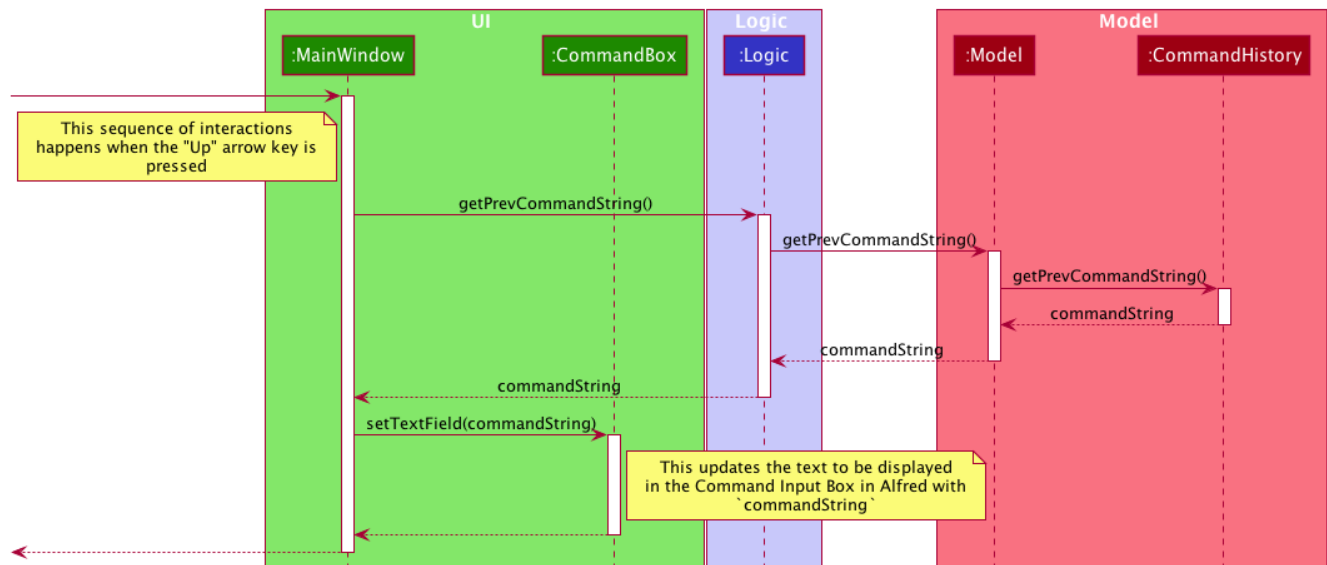 UI
Logic
Model
:MainWindow
:CommandBox
:Logic
:Model
:CommandHistory
This sequence of interactions
happens when the "Up" arrow key is
pressed
getPrevCommandString()
getPrevCommandString()
getPrevCommandString()
commandString
commandString
commandString
setTextField(commandString)
This updates the text to be displayed
in the Command Input Box in Alfred with
`commandString`